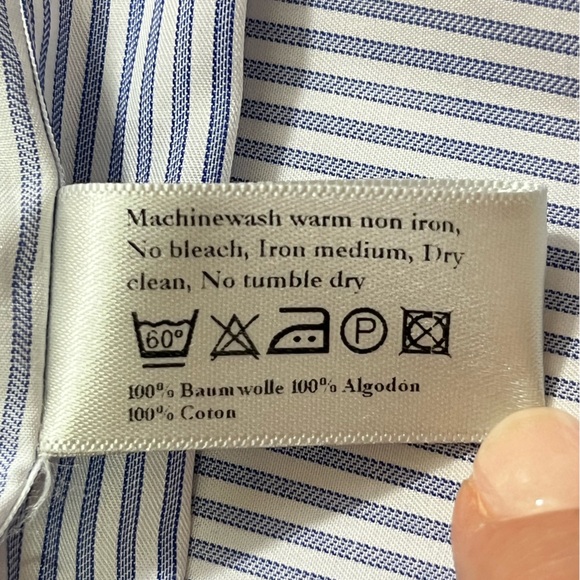 Machinewash warm non iron,
No bleach, Iron medium, Dry
clean, No tumble dry
60° P
100% Baumwolle 100% Algodón
100% Coton